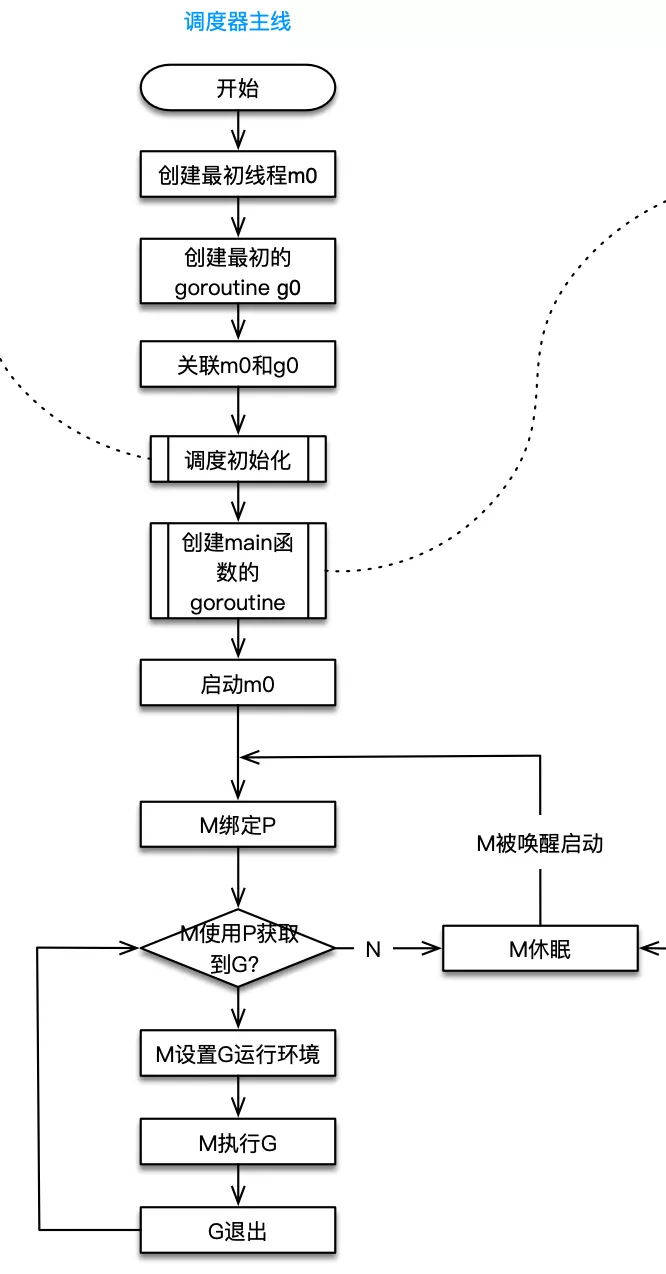 调度器主线
开始
创建最初线程m0
创建最初的
goroutine g0
关联m0和g0
调度初始化
创建main函
数的
goroutine
启动m0
M绑定P
M被唤醒启动
M使用P获取
到G?
N
M休眠
M设置G运行环境
M执行G
G退出